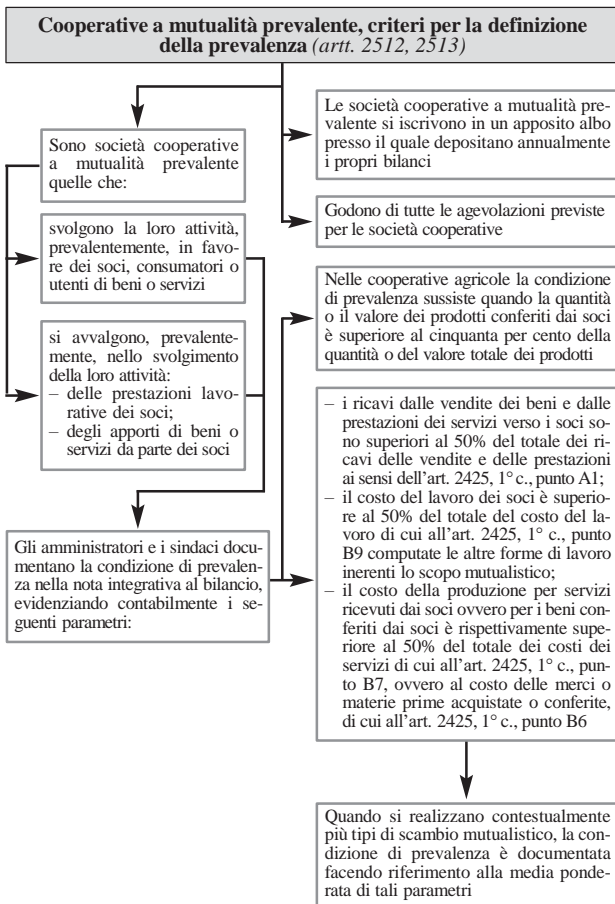 Cooperative a mutualità prevalente, criteri per la definizione
della prevalenza (artt. 2512, 2513)
Sono società cooperative
a mutualità prevalente
quelle che:
svolgono la loro attività,
prevalentemente, in favo-
re dei soci, consumatori o
utenti di beni o servizi
si avvalgono, prevalente-
mente, nello svolgimento
della loro attività:
– delle prestazioni lavo-
rative dei soci;
– degli apporti di beni o
servizi da parte dei soci
Gli amministratori e i sindaci docu-
mentano la condizione di prevalen-
za nella nota integrativa al bilancio,
evidenziando contabilmente i se-
guenti parametri:
Le società cooperative a mutualità pre-
valente si iscrivono in un apposito albo
presso il quale depositano annualmente
i propri bilanci
Godono di tutte le agevolazioni previste
per le società cooperative
Nelle cooperative agricole la condizione
di prevalenza sussiste quando la quantità
o il valore dei prodotti conferiti dai soci
è superiore al cinquanta per cento della
quantità o del valore totale dei prodotti
– i ricavi dalle vendite dei beni e dalle
prestazioni dei servizi verso i soci so-
no superiori al 50% del totale dei ri-
cavi delle vendite e delle prestazioni
ai sensi dell'art. 2425, 1° c., punto A1;
– il costo del lavoro dei soci è superio-
re al 50% del totale del costo del la-
voro di cui all'art. 2425, 1° c., punto
B9 computate le altre forme di lavoro
inerenti lo scopo mutualistico;
– il costo della produzione per servizi
ricevuti dai soci ovvero per i beni con-
feriti dai soci è rispettivamente supe-
riore al 50% del totale dei costi dei
servizi di cui all'art. 2425, 1° c., pun-
to B7, ovvero al costo delle merci o
materie prime acquistate o conferite,
di cui all'art. 2425, 1° c., punto B6
Quando si realizzano contestualmente
più tipi di scambio mutualistico, la con-
dizione di prevalenza è documentata
facendo riferimento alla media ponde-
rata di tali parametri